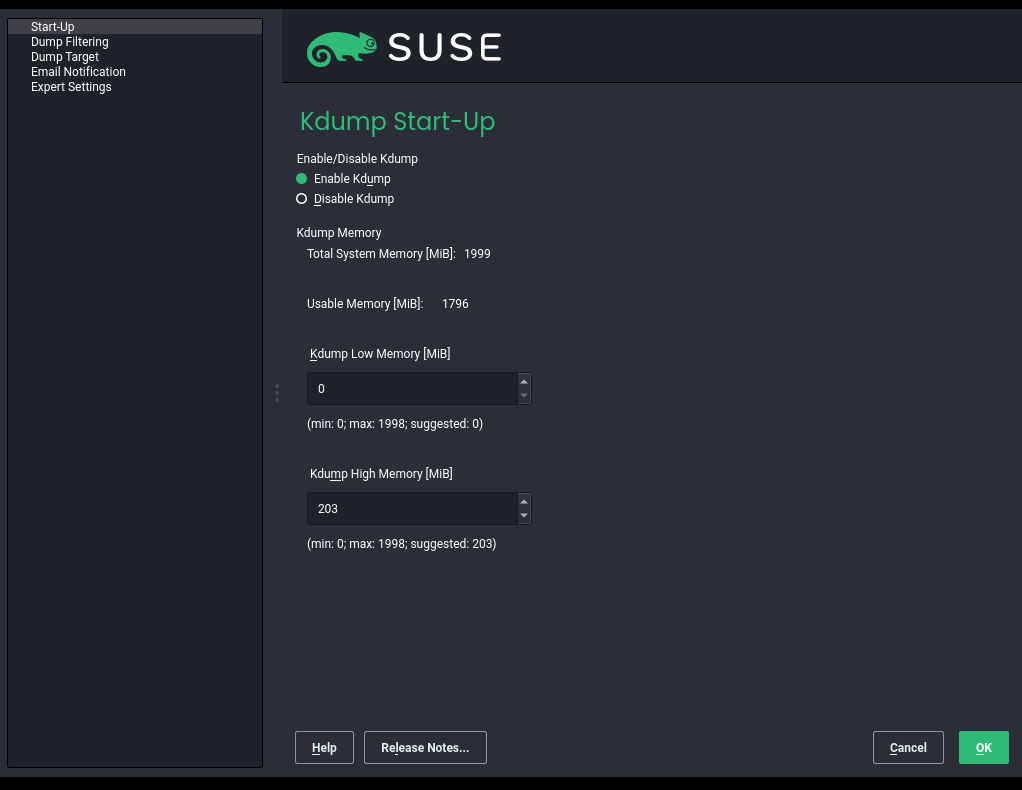 Start-Up
Dump Filtering
Dump Target
Email Notification
Expert Settings
SUSE
Kdump Start-Up
Enable/Disable Kdump
Enable Kdump
Disable Kdump
Kdump Memory
Total System Memory [MiB]: 1999
Usable Memory [MiB]: 1796
Kdump Low Memory [MiB]
0
(min: 0; max: 1998; suggested: 0)
Kdump High Memory [MiB]
203
(min: 0; max: 1998; suggested: 203)
Help Release Notes... Cancel OK